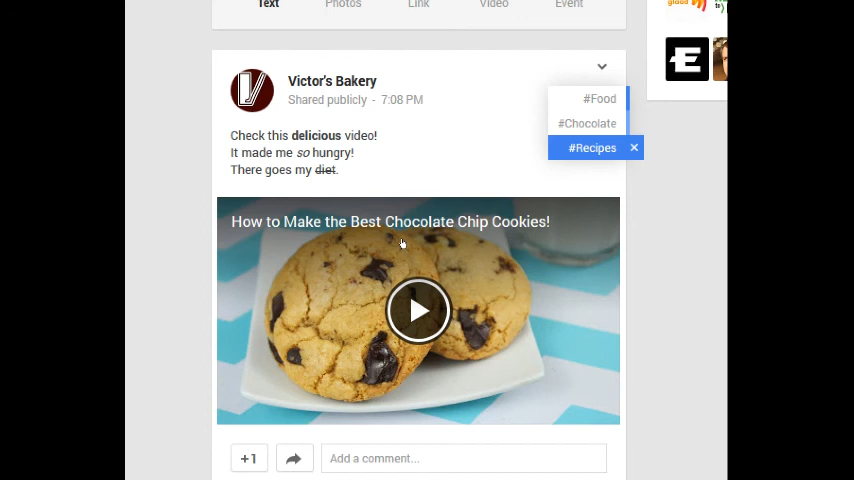 Text Photos Link Video Event
Victor's Bakery
Shared publicly - 7:08 PM
#Food
#Chocolate
#Recipes ×
Check this delicious video!
It made me so hungry!
There goes my diet.
How to Make the Best Chocolate Chip Cookies!
+1
Add a comment...